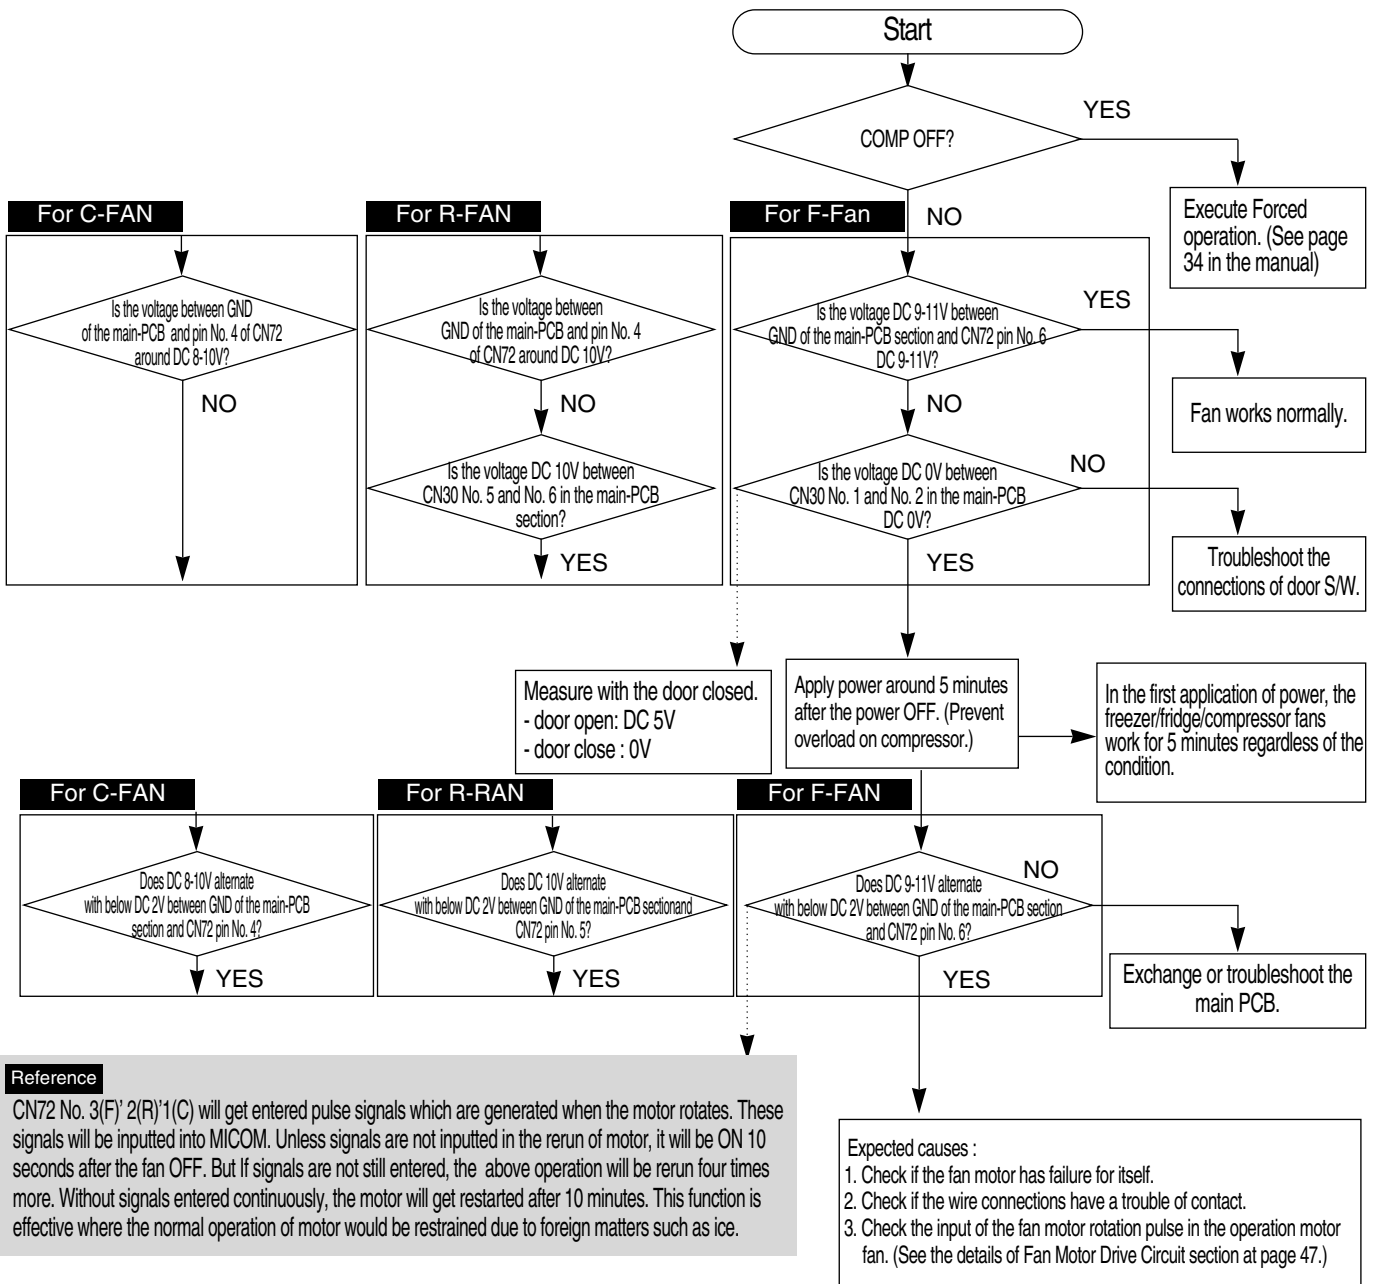 Start
COMP OFF?
YES
Execute Forced
operation. (See page
34 in the manual)
NO
For C-FAN
Is the voltage between GND
of the main-PCB and pin No. 4 of CN72
around DC 8-10V?
NO
For R-FAN
Is the voltage between
GND of the main-PCB and pin No. 4
of CN72 around DC 10V?
NO
Is the voltage DC 10V between
CN30 No. 5 and No. 6 in the main-PCB
section?
YES
For F-Fan
Is the voltage DC 9-11V between
GND of the main-PCB section and CN72 pin No. 6
DC 9-11V?
YES
Fan works normally.
NO
Is the voltage DC 0V between
CN30 No. 1 and No. 2 in the main-PCB
DC 0V?
NO
Troubleshoot the
connections of door S/W.
YES
Measure with the door closed.
- door open: DC 5V
- door close : 0V
Apply power around 5 minutes
after the power OFF. (Prevent
overload on compressor.)
In the first application of power, the
freezer/fridge/compressor fans
work for 5 minutes regardless of the
condition.
For C-FAN
Does DC 8-10V alternate
with below DC 2V between GND of the main-PCB
section and CN72 pin No. 4?
YES
For R-RAN
Does DC 10V alternate
with below DC 2V between GND of the main-PCB sectionand
CN72 pin No. 5?
YES
For F-FAN
Does DC 9-11V alternate
with below DC 2V between GND of the main-PCB section
and CN72 pin No. 6?
NO
Exchange or troubleshoot the
main PCB.
YES
Reference
CN72 No. 3(F)' 2(R)'1(C) will get entered pulse signals which are generated when the motor rotates. These
signals will be inputted into MICOM. Unless signals are not inputted in the rerun of motor, it will be ON 10
seconds after the fan OFF. But If signals are not still entered, the above operation will be rerun four times
more. Without signals entered continuously, the motor will get restarted after 10 minutes. This function is
effective where the normal operation of motor would be restrained due to foreign matters such as ice.
Expected causes :
1. Check if the fan motor has failure for itself.
2. Check if the wire connections have a trouble of contact.
3. Check the input of the fan motor rotation pulse in the operation motor
fan. (See the details of Fan Motor Drive Circuit section at page 47.)